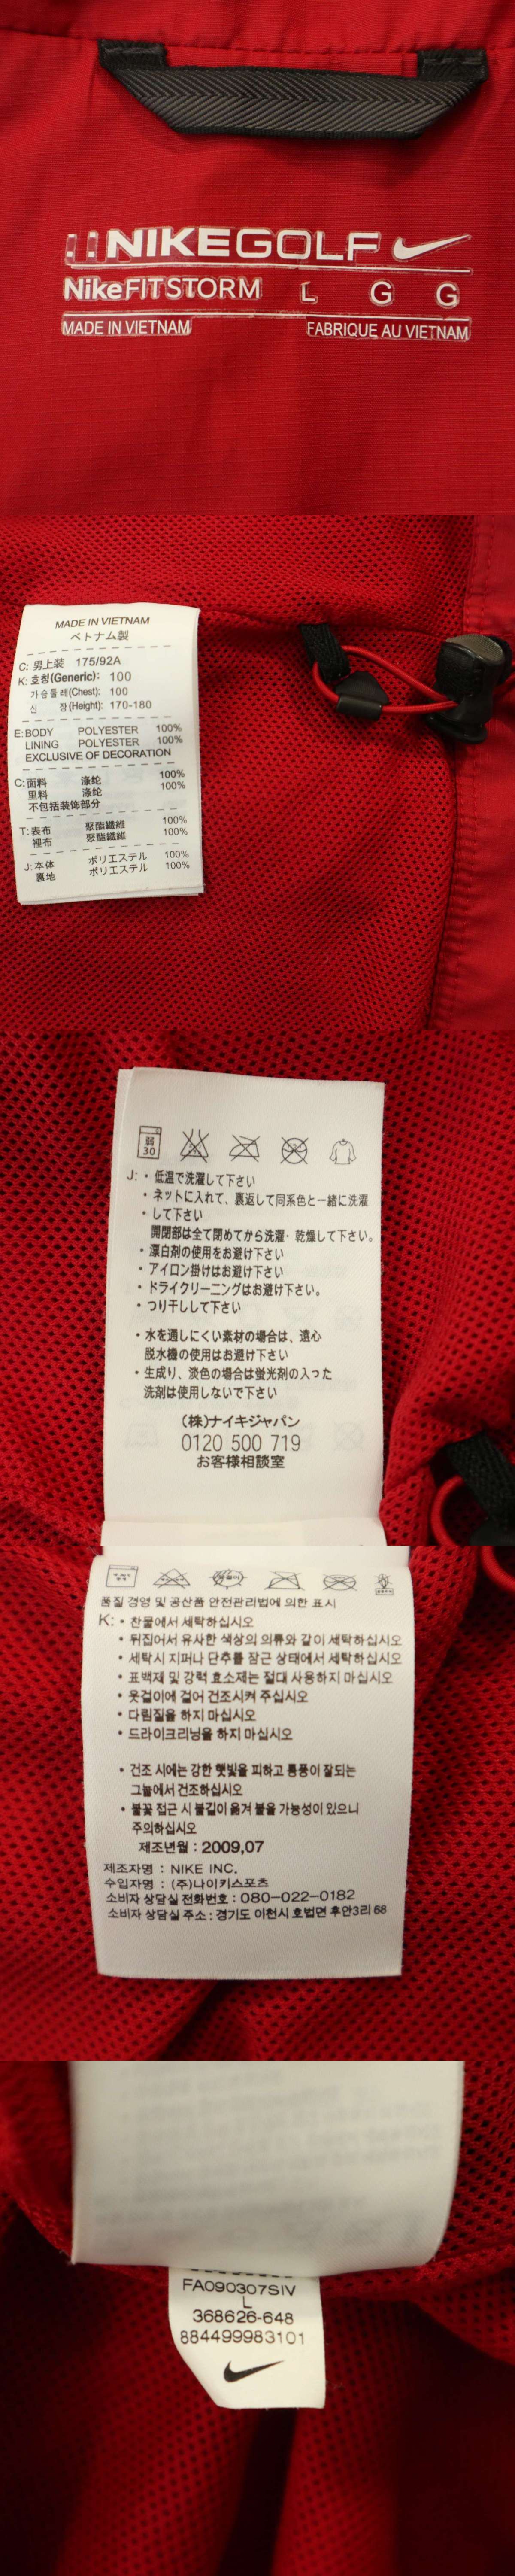 NIKEGOLF
NikeFITSTORM L G G
MADE IN VIETNAM FABRIQUE AU VIETNAM
MADE IN VIETNAM
ベトナム製
C: 男上装 175/92A
K: 호칭(Generic): 100
가슴둘레(Chest): 100
신 장(Height): 170-180
E: BODY POLYESTER 100%
LINING POLYESTER 100%
EXCLUSIVE OF DECORATION
C: 面料 涤纶 100%
里料 涤纶 100%
不包括装饰部分
T: 表布 聚酯纖維 100%
裡布 聚酯纖維 100%
J: 本体 ポリエステル 100%
裏地 ポリエステル 100%
30
J: ・低温で洗濯して下さい
・ネットに入れて、裏返して同系色と一緒に洗濯
・して下さい
開閉部は全て閉めてから洗濯・乾燥して下さい。
・漂白剤の使用をお避け下さい
・アイロン掛けはお避け下さい
・ドライクリーニングはお避け下さい。
・つり干しして下さい
・水を通しにくい素材の場合は、遠心
脱水機の使用はお避け下さい
・生成り、淡色の場合は蛍光剤の入った
洗剤は使用しないで下さい
(株)ナイキジャパン
0120 500 719
お客様相談室
품질 경영 및 공산품 안전관리법에 의한 표시
K: • 찬물에서 세탁하십시오
• 뒤집어서 유사한 색상의 의류와 같이 세탁하십시오
• 세탁시 지퍼나 단추를 잠근 상태에서 세탁하십시오
• 표백재 및 강력 효소제는 절대 사용하지 마십시오
• 옷걸이에 걸어 건조시켜 주십시오
• 다림질을 하지 마십시오
• 드라이크리닝을 하지 마십시오
• 건조 시에는 강한 햇빛을 피하고 통풍이 잘되는
그늘에서 건조하십시오
• 불꽃 접근 시 불길이 옮겨 붙을 가능성이 있으니
주의하십시오
제조년월 : 2009,07
제조자명 : NIKE INC.
수입자명 : (주)나이키스포츠
소비자 상담실 전화번호 : 080-022-0182
소비자 상담실 주소 : 경기도 이천시 호법면 후안3리 68
FA090307SIV
L
368626-648
884499983101